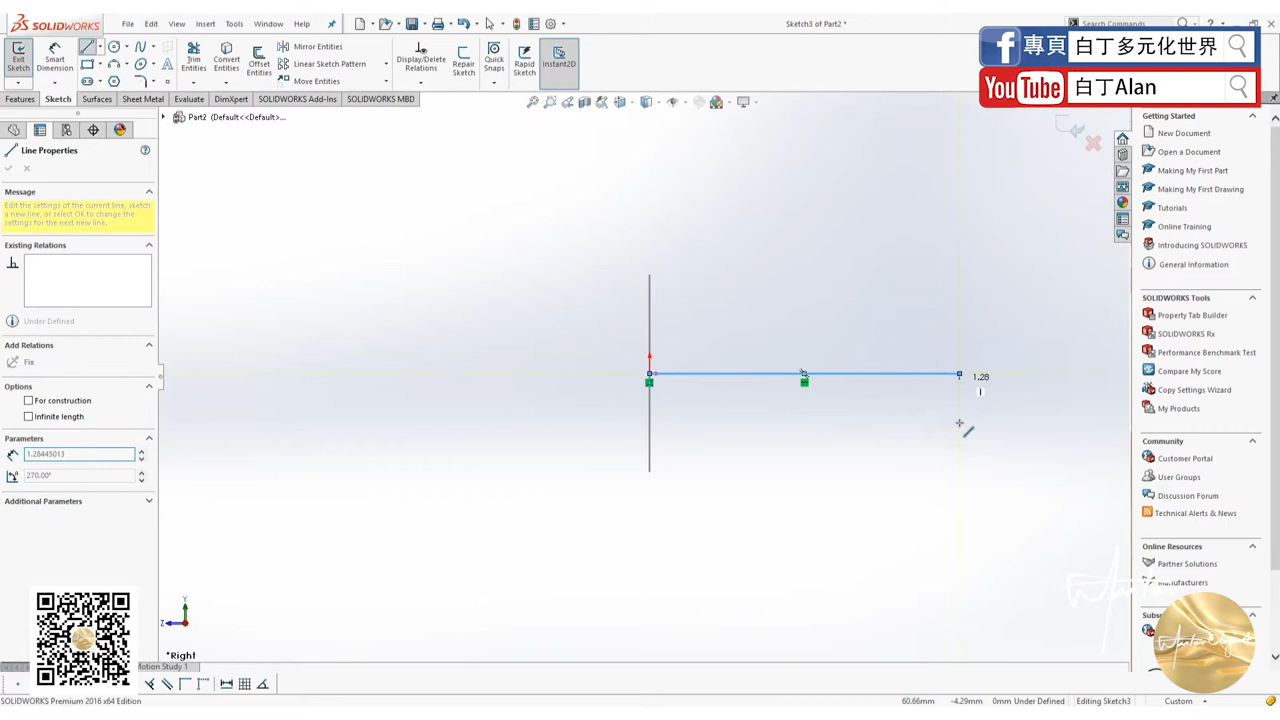 SOLIDWORKS
File
Edit
View
Insert
Tools
Window
Help
Sketch3 of Part2 *
Search Commands
Exit Sketch
Smart Dimension
Trim Entities
Convert Entities
Offset Entities
Mirror Entities
Linear Sketch Pattern
Move Entities
Display/Delete Relations
Repair Sketch
Quick Snaps
Rapid Sketch
Instant2D
f 專頁 白丁多元化世界
YouTube 白丁Alan
Features
Sketch
Surfaces
Sheet Metal
Evaluate
DimXpert
SOLIDWORKS Add-Ins
SOLIDWORKS MBD
Part2 (Default<<Default>...
Line Properties
Message
Edit the settings of the current line, sketch
a new line, or select OK to change the
settings for the next new line.
Existing Relations
Under Defined
Add Relations
Fix
Options
For construction
Infinite length
Parameters
1.28445013
270.00°
Additional Parameters
1.28
Y
Z
*Right
Motion Study 1
Getting Started
New Document
Open a Document
Making My First Part
Making My First Drawing
Tutorials
Online Training
Introducing SOLIDWORKS
General Information
SOLIDWORKS Tools
Property Tab Builder
SOLIDWORKS Rx
Performance Benchmark Test
Compare My Score
Copy Settings Wizard
My Products
Community
Customer Portal
User Groups
Discussion Forum
Technical Alerts & News
Online Resources
Partner Solutions
SOLIDWORKS Premium 2016 x64 Edition
60.66mm
-4.29mm
0mm
Under Defined
Editing Sketch3
Custom